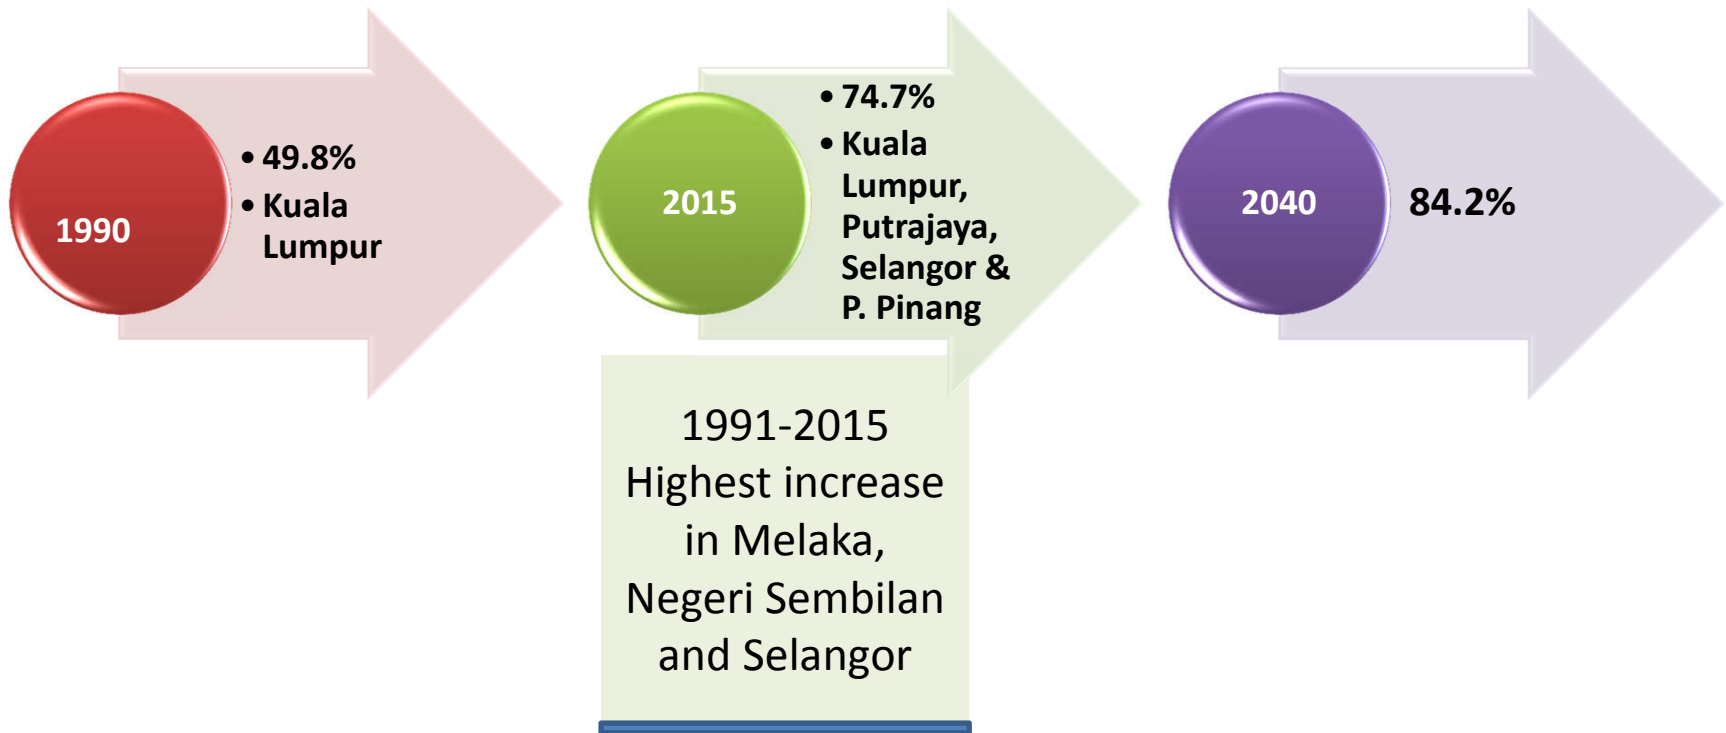 1990
• 49.8%
• Kuala
Lumpur
2015
• 74.7%
• Kuala
Lumpur,
Putrajaya,
Selangor &
P. Pinang
2040
84.2%
1991-2015
Highest increase
in Melaka,
Negeri Sembilan
and Selangor